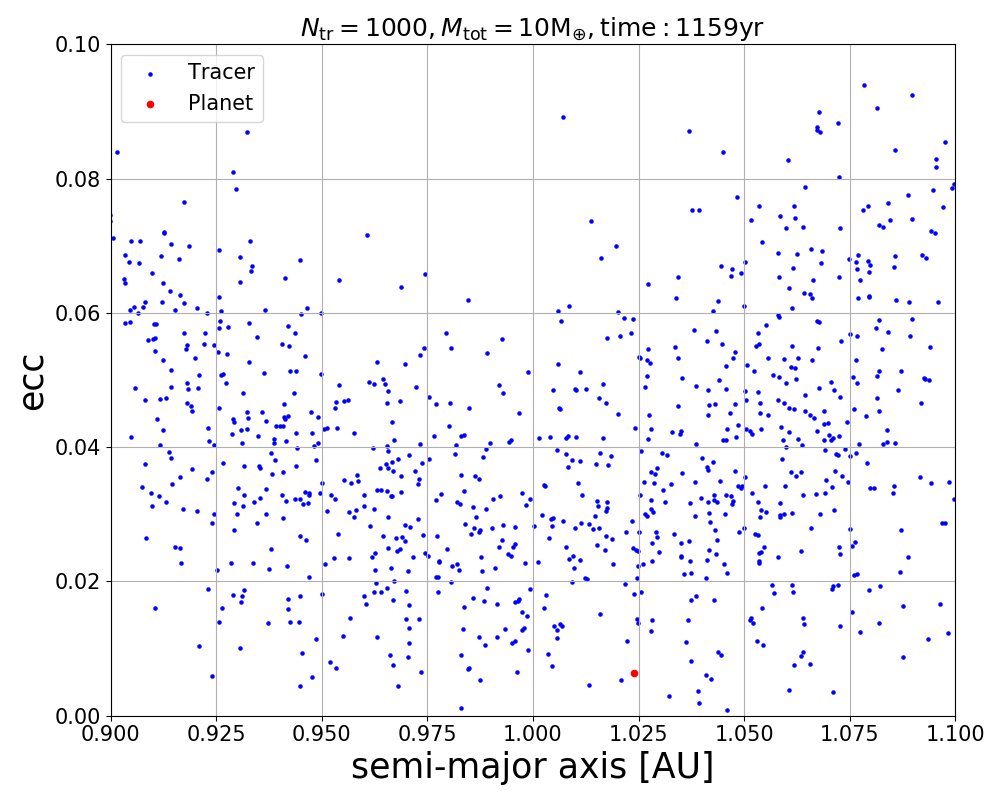 N_tr = 1000, M_tot = 10M_⊕, time : 1159yr
Tracer
Planet
0.10
0.08
0.06
0.04
0.02
0.00
ecc
0.900 0.925 0.950 0.975 1.000 1.025 1.050 1.075 1.100
semi-major axis [AU]